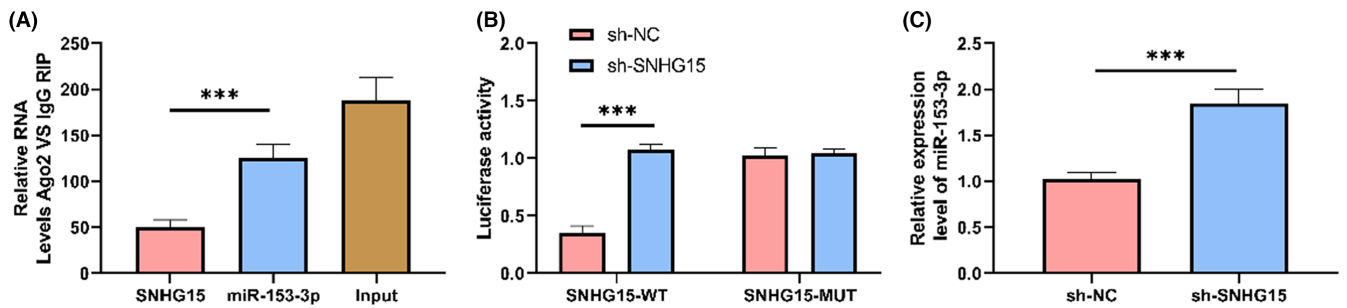 (A)
Relative RNA
Levels Ago2 VS IgG RIP
250
200
150
100
50
0
***
SNHG15 miR-153-3p Input
(B)
Luciferase activity
2.0
1.5
1.0
0.5
0.0
sh-NC
sh-SNHG15
***
SNHG15-WT SNHG15-MUT
(C)
Relative expression
level of miR-153-3p
2.5
2.0
1.5
1.0
0.5
0.0
***
sh-NC sh-SNHG15